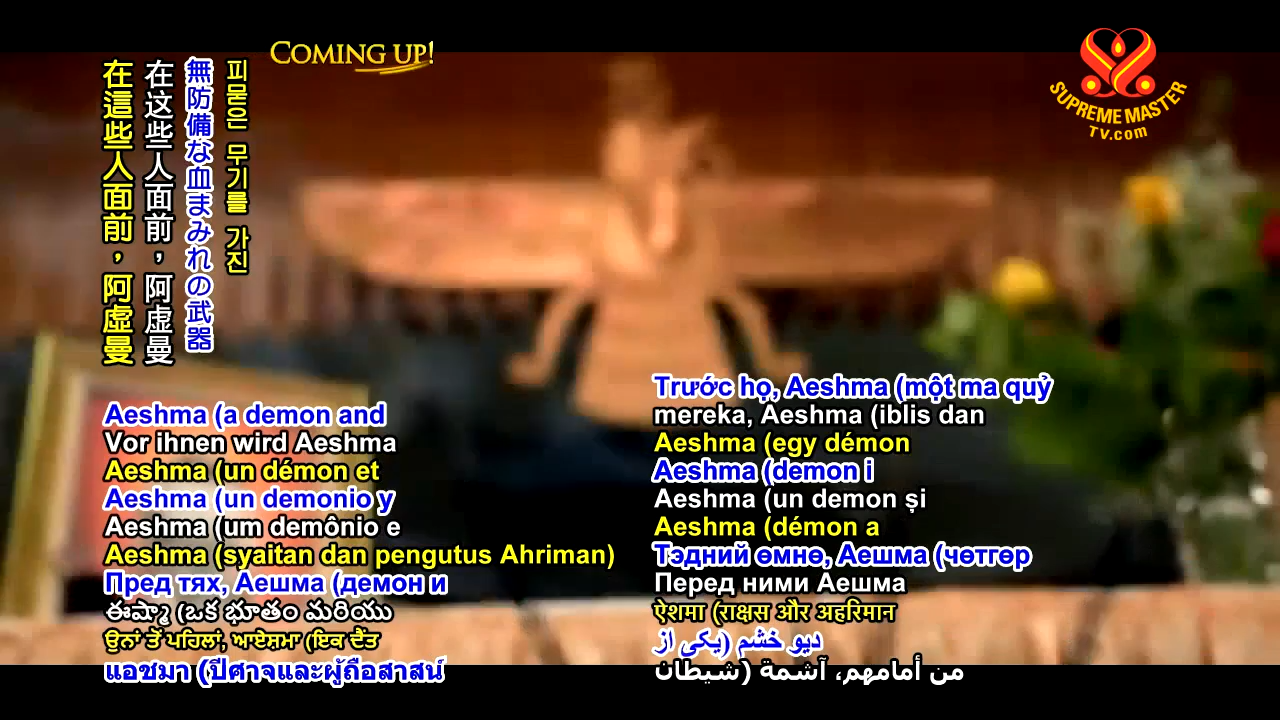 COMING UP!
SUPREME MASTER
TV.com
피 묻은 무기를 가진
無防備な血まみれの武器
在这些人面前，阿虚曼
在這些人面前，阿虛曼
Aeshma (a demon and
Vor ihnen wird Aeshma
Aeshma (un démon et
Aeshma (un demonio y
Aeshma (um demônio e
Aeshma (syaitan dan pengutus Ahriman)
Пред тях, Аешма (демон и
ఈష్మా (ఒక భూతం మరియు
ਉਨਾਂ ਤੋਂ ਪਹਿਲਾਂ, ਆਏਸ਼ਮਾ (ਇਕ ਦੈਂਤ
แอชมา (ปีศาจและผู้ถือสาสน์
Trước họ, Aeshma (một ma quỷ
mereka, Aeshma (iblis dan
Aeshma (egy démon
Aeshma (demon i
Aeshma (un demon și
Aeshma (démon a
Тэдний өмнө, Аешма (чөтгөр
Перед ними Аешма
ऐशमा (राक्षस और अहरिमान
دیو خشم (یکی از
من أمامهم، آشمة (شيطان